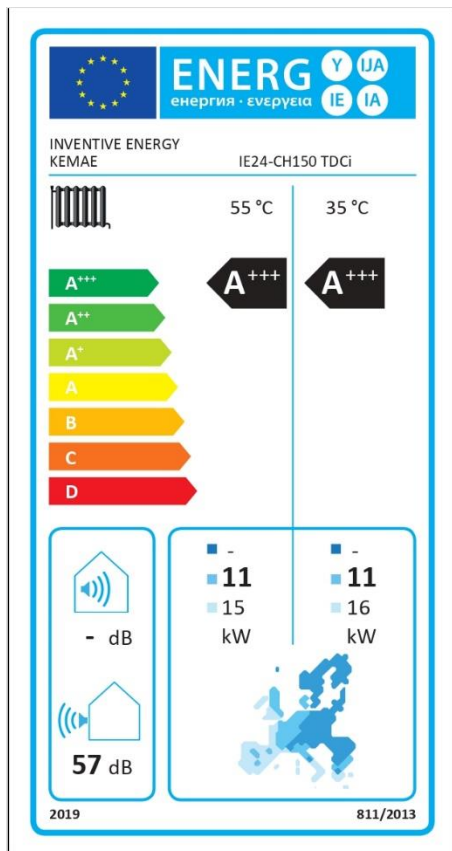 ENERG Y IJA
енергия · ενεργεια IE IA
INVENTIVE ENERGY
KEMAE IE24-CH150 TDCi
55 °C 35 °C
A+++ A+++
A+++
A++
A+
A
B
C
D
- -
11 11
15 16
kW kW
- dB
57 dB
2019 811/2013